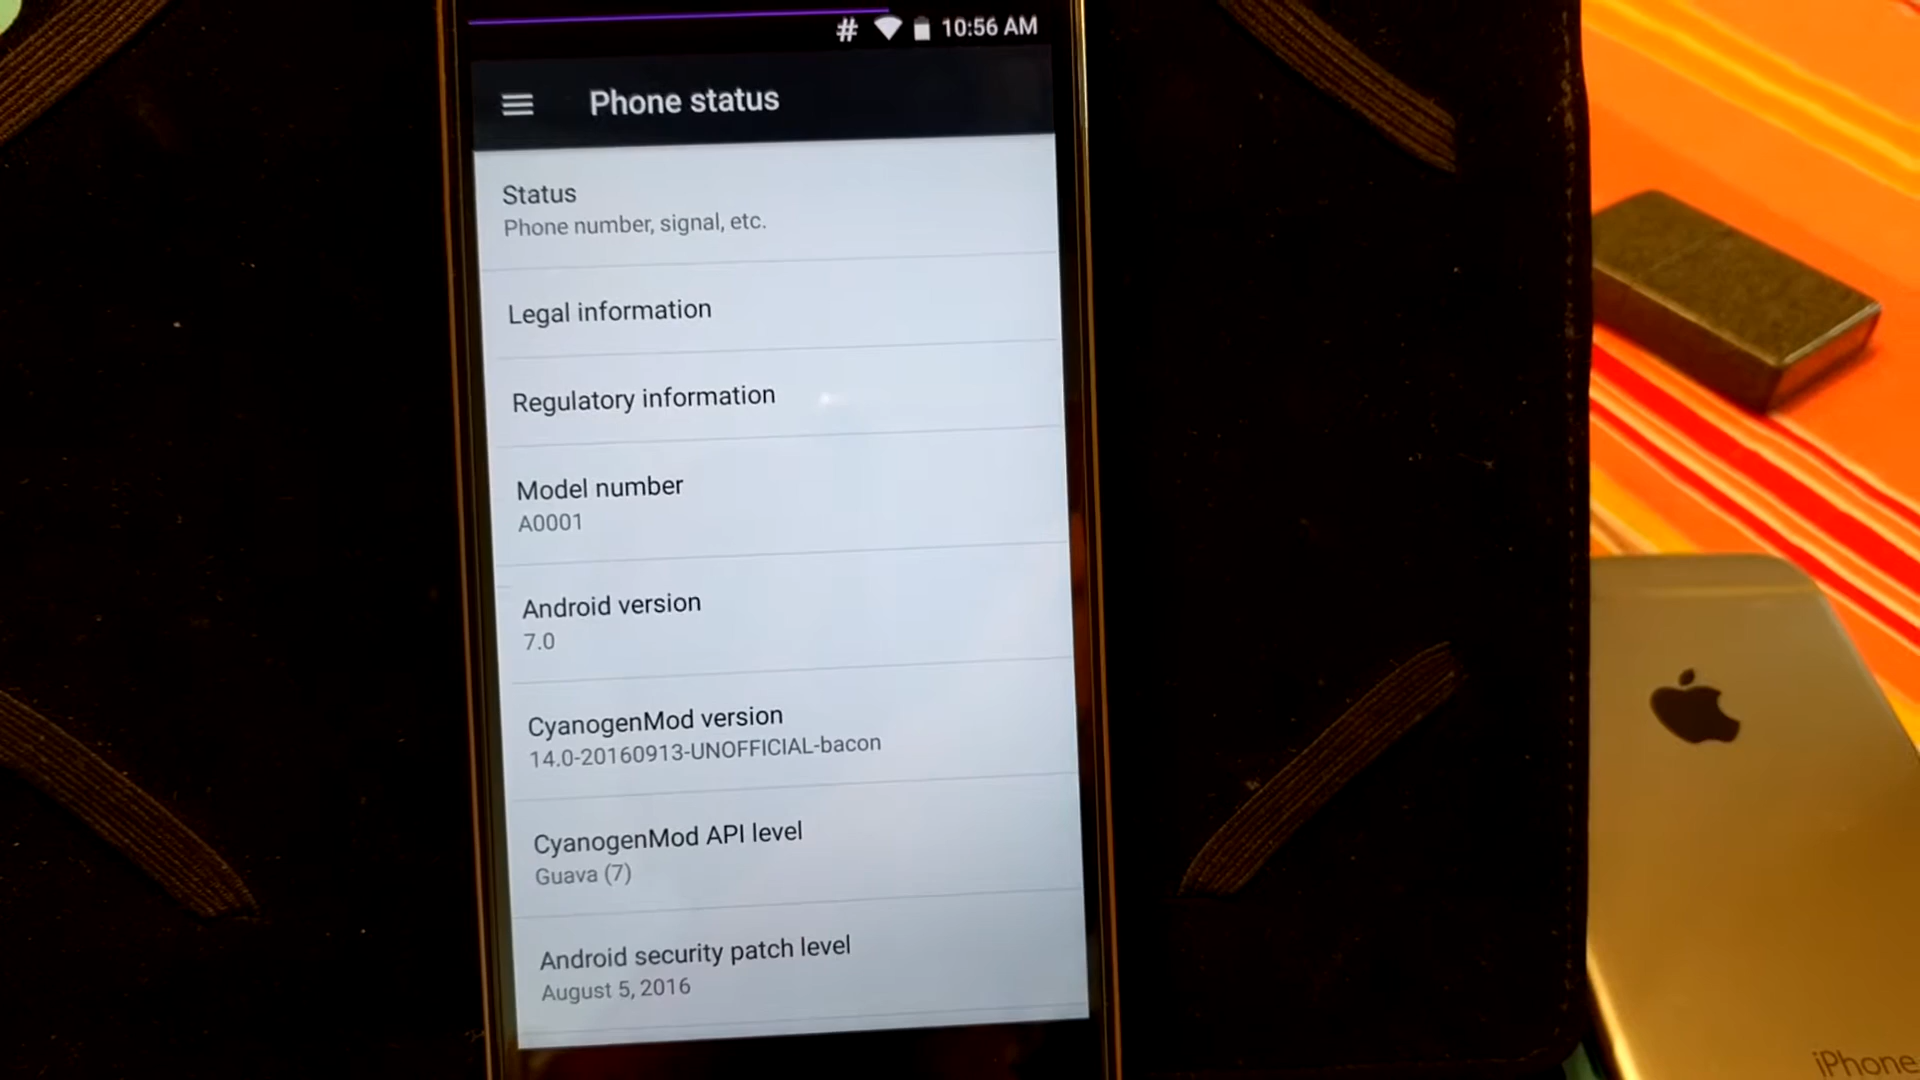 # 10:56 AM
Phone status
Status
Phone number, signal, etc.
Legal information
Regulatory information
Model number
A0001
Android version
7.0
CyanogenMod version
14.0-20160913-UNOFFICIAL-bacon
CyanogenMod API level
Guava (7)
Android security patch level
August 5, 2016
iPhone